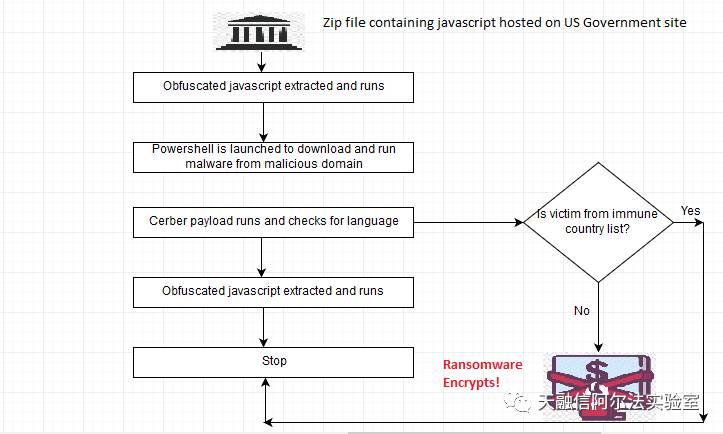 Zip file containing javascript hosted on US Government site
Obfuscated javascript extracted and runs
Powershell is launched to download and run
malware from malicious domain
Cerber payload runs and checks for language
Is victim from immune
country list?
Yes
Obfuscated javascript extracted and runs
No
Stop
Ransomware
Encrypts!
天融信阿尔法实验室